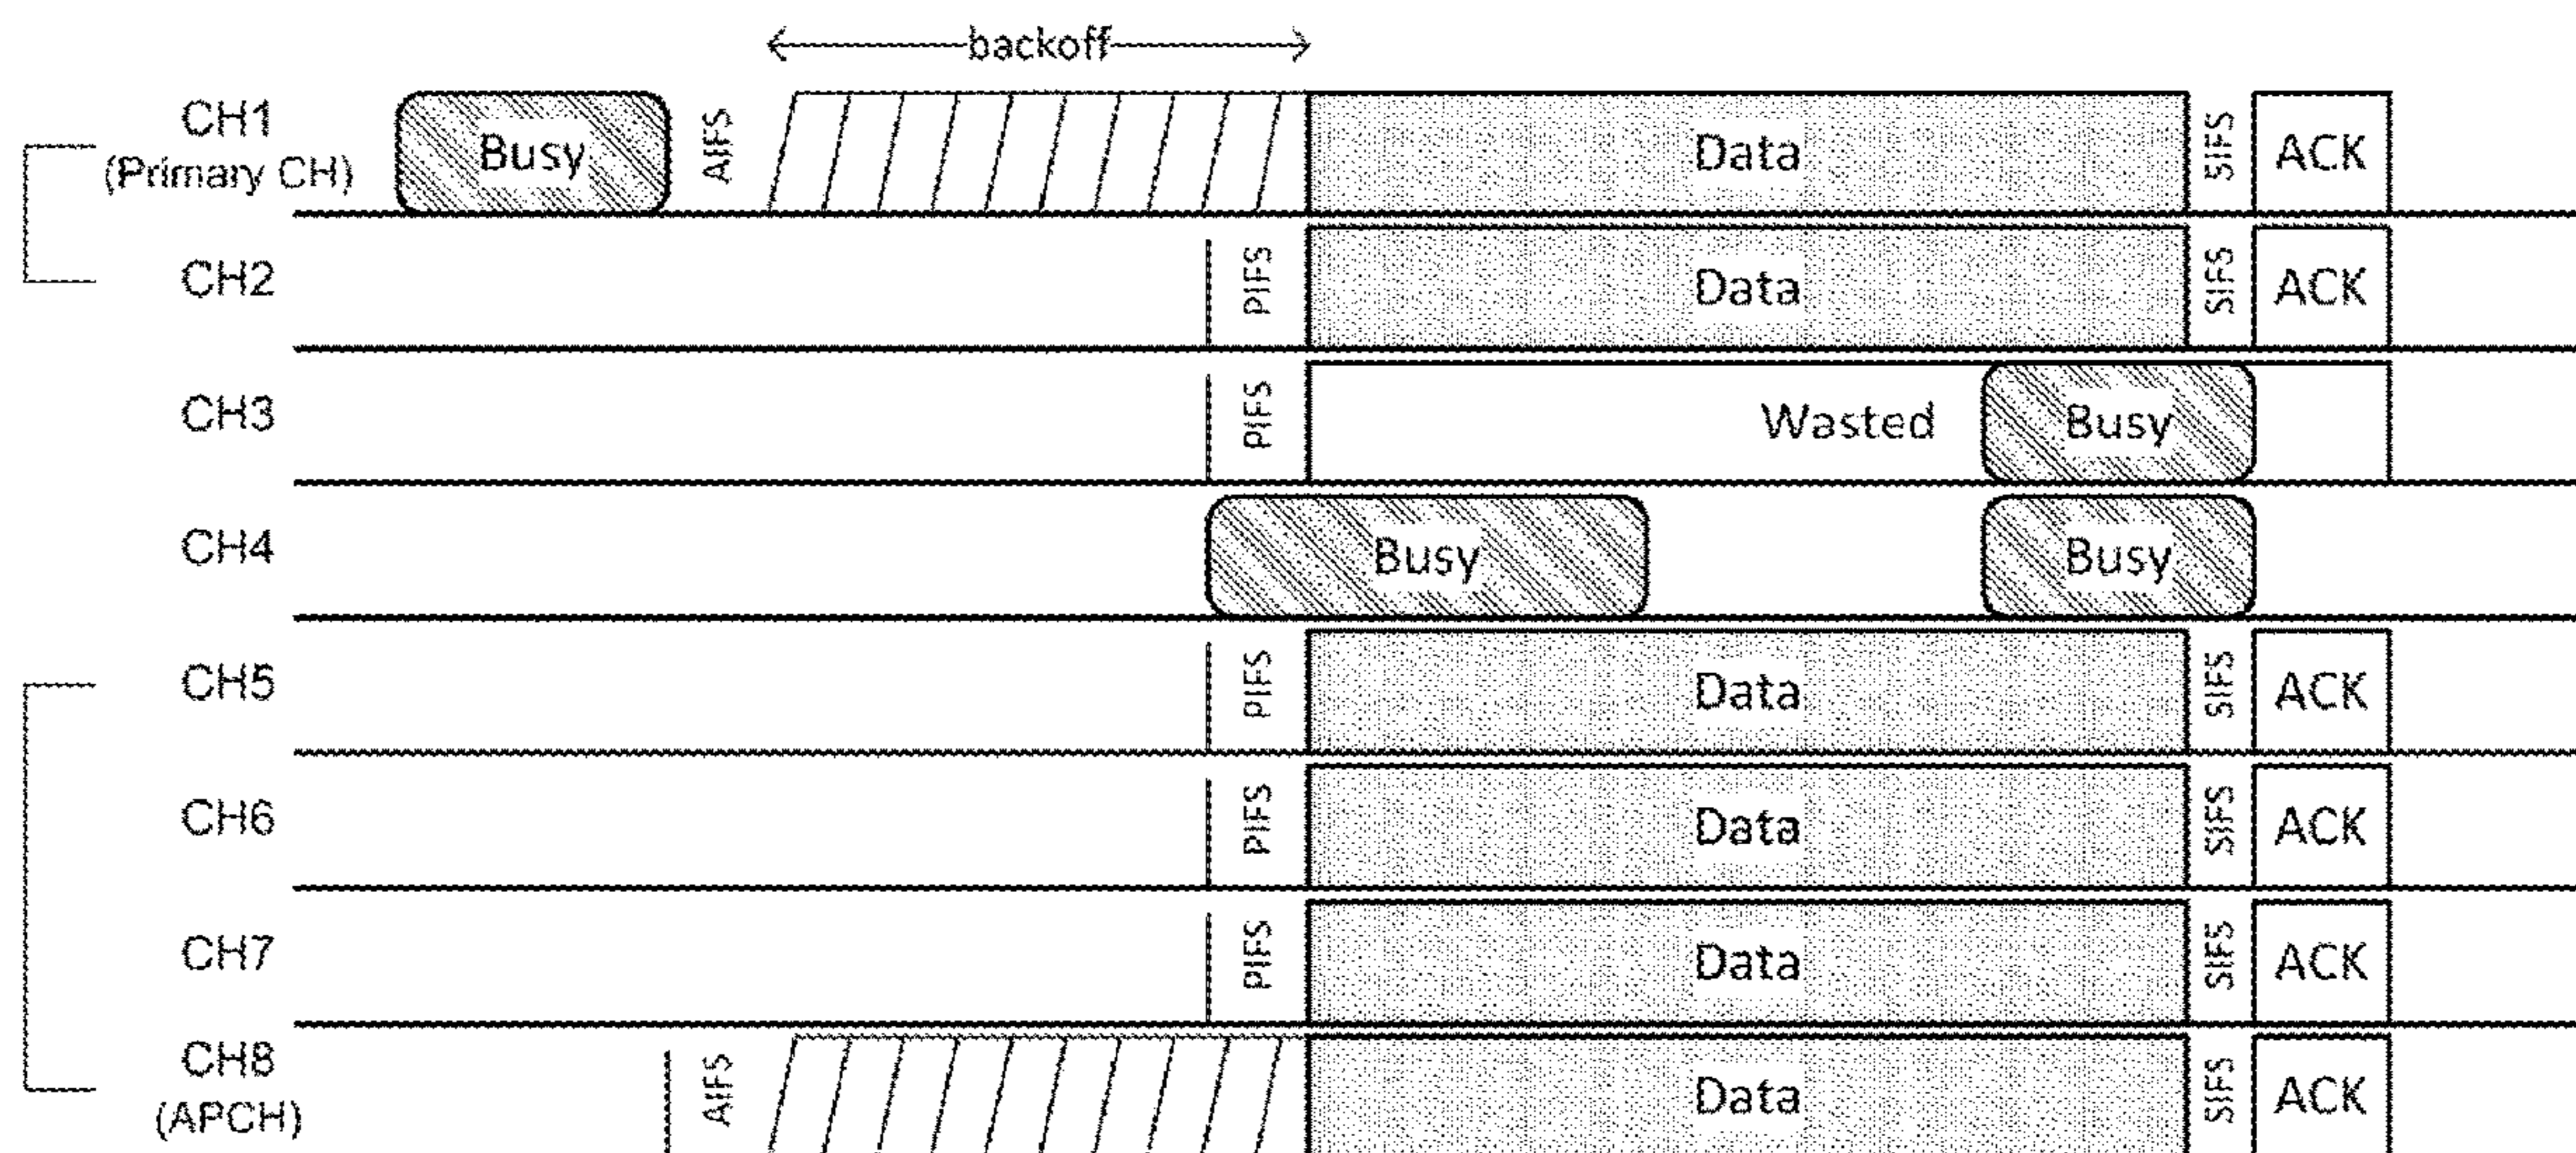 backoff
CH1
(Primary CH)
Busy
AIFS
Data
SIFS
ACK
CH2
PIFS
Data
SIFS
ACK
CH3
PIFS
Wasted
Busy
CH4
Busy
Busy
CH5
PIFS
Data
SIFS
ACK
CH6
PIFS
Data
SIFS
ACK
CH7
PIFS
Data
SIFS
ACK
CH8
(APCH)
AIFS
Data
SIFS
ACK